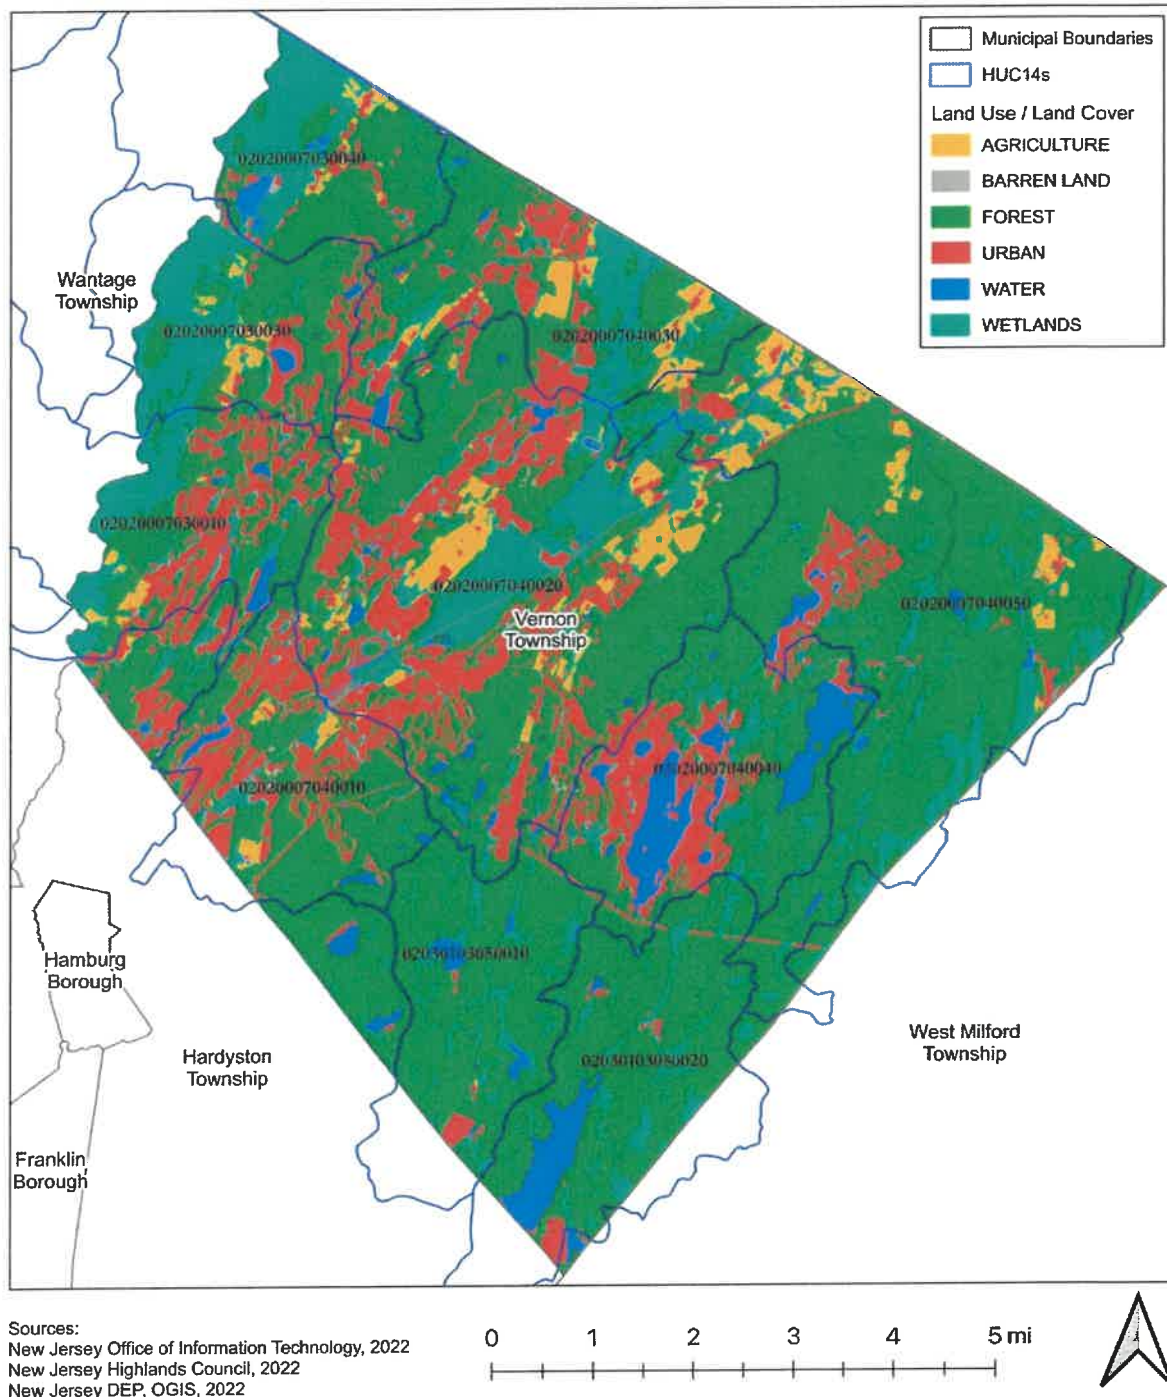 Municipal Boundaries
HUC14s
Land Use / Land Cover
AGRICULTURE
BARREN LAND
FOREST
URBAN
WATER
WETLANDS
02020007030040
Wantage
Township
02020007030030
02020007040030
02020007030010
02020007040020
02020007040050
Vernon
Township
02020007040040
02020007040010
02030103050010
Hamburg
Borough
Hardyston
Township
West Milford
Township
02030103050020
Franklin
Borough
Sources:
New Jersey Office of Information Technology, 2022
New Jersey Highlands Council, 2022
New Jersey DEP, OGIS, 2022
0 1 2 3 4 5 mi